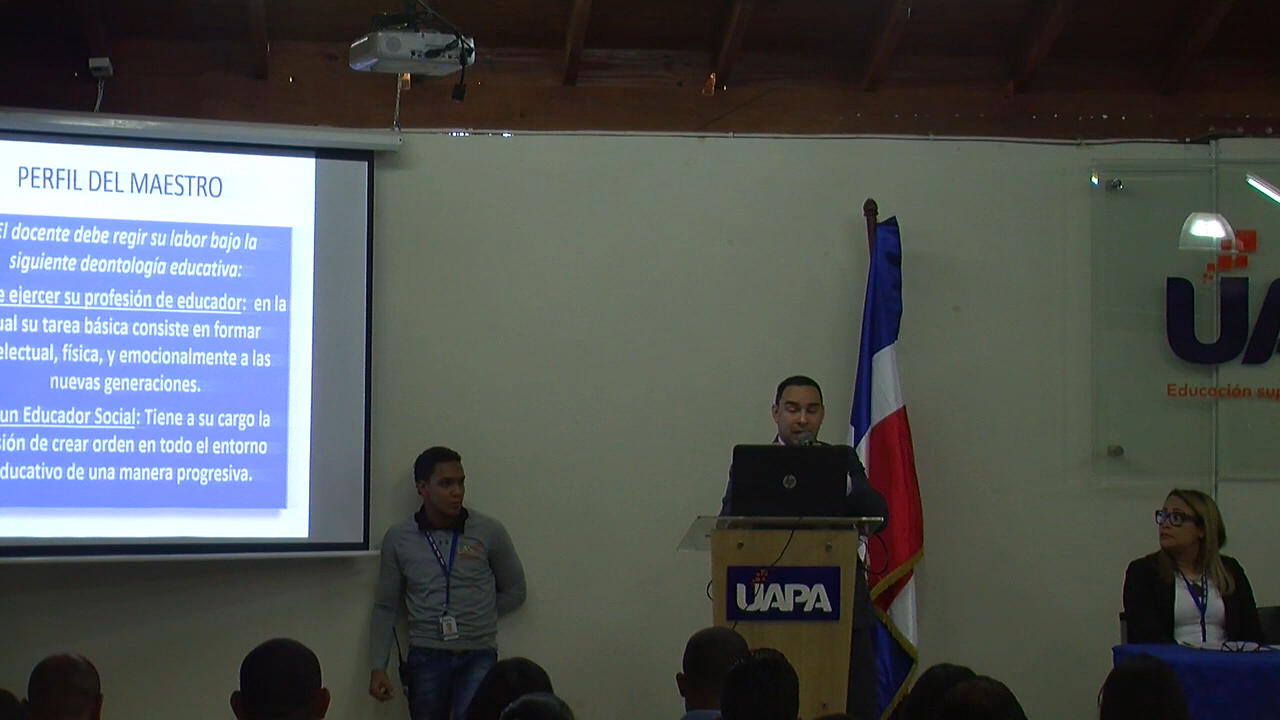 PERFIL DEL MAESTRO
El docente debe regir su labor bajo la
siguiente deontología educativa:
e ejercer su profesión de educador: en la
ual su tarea básica consiste en formar
electual, física, y emocionalmente a las
nuevas generaciones.
un Educador Social: Tiene a su cargo la
sión de crear orden en todo el entorno
ducativo de una manera progresiva.
UAPA
Educación sup
hp
UAPA